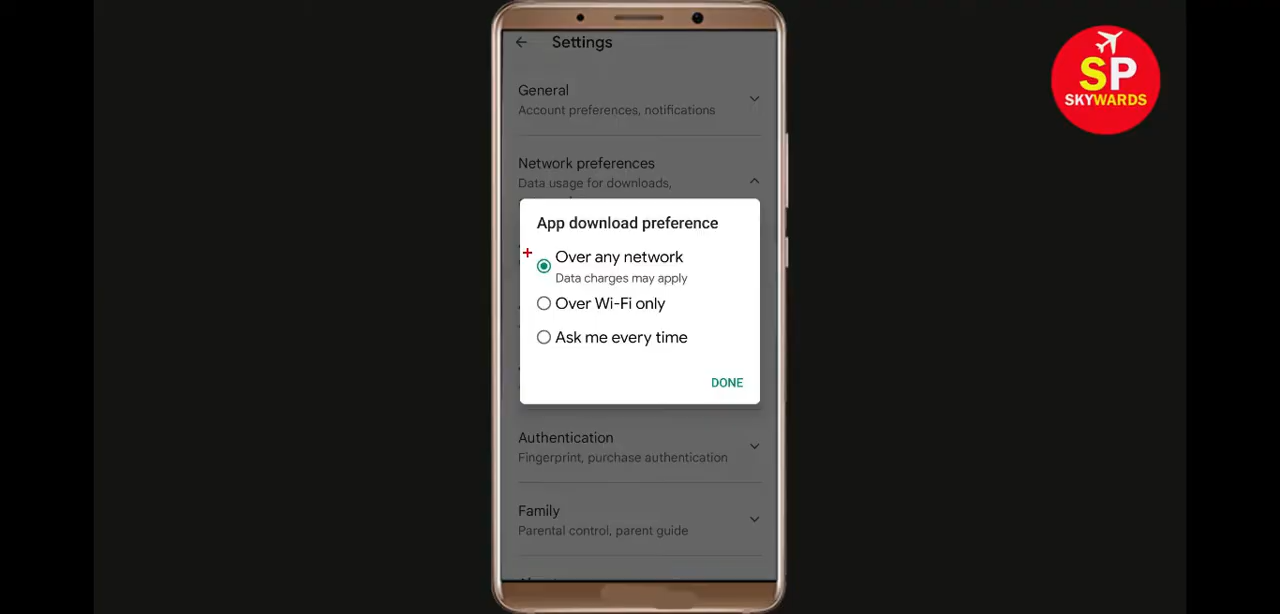 Settings
General
Account preferences, notifications
Network preferences
Data usage for downloads,
App download preference
Over any network
Data charges may apply
Over Wi-Fi only
Ask me every time
DONE
Authentication
Fingerprint, purchase authentication
Family
Parental control, parent guide
SP
SKYWARDS